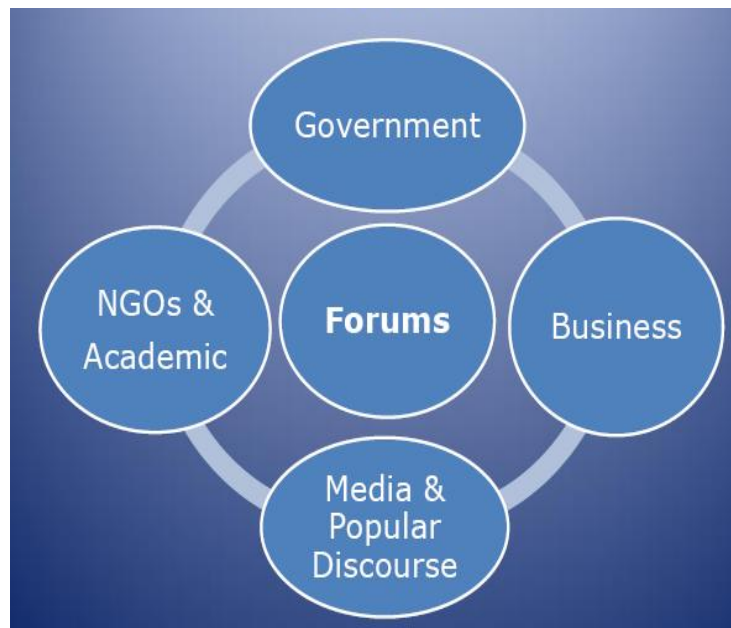 Government
NGOs &
Academic
Forums
Business
Media &
Popular
Discourse